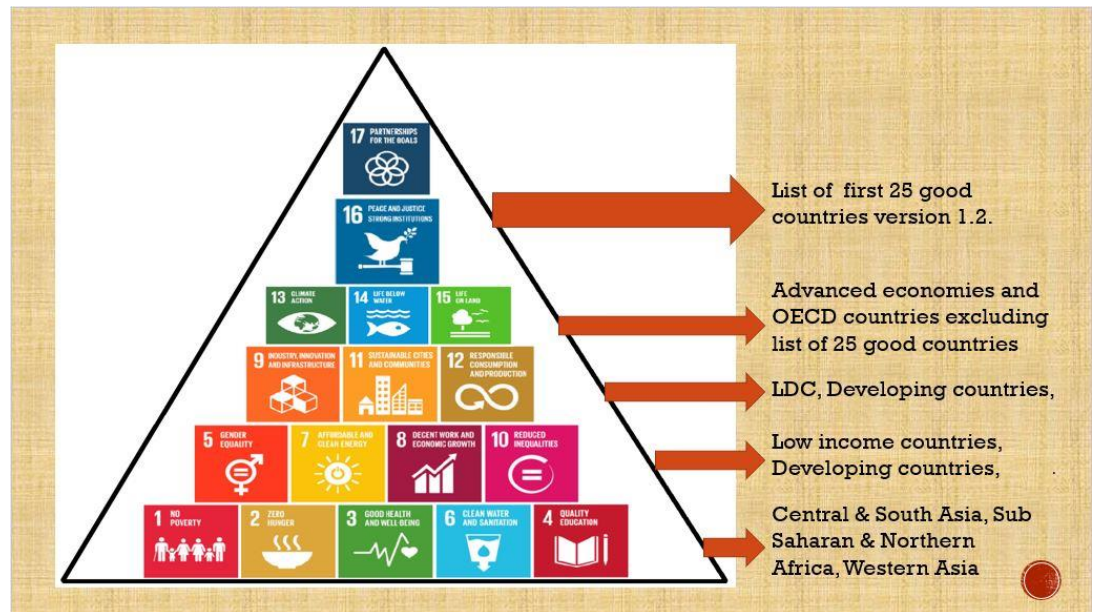 17 PARTNERSHIPS
FOR THE GOALS
16 PEACE AND JUSTICE
STRONG INSTITUTIONS
13 CLIMATE
ACTION
14 LIFE BELOW
WATER
15 LIFE
ON LAND
9 INDUSTRY, INNOVATION
AND INFRASTRUCTURE
11 SUSTAINABLE CITIES
AND COMMUNITIES
12 RESPONSIBLE
CONSUMPTION
AND PRODUCTION
5 GENDER
EQUALITY
7 AFFORDABLE AND
CLEAN ENERGY
8 DECENT WORK AND
ECONOMIC GROWTH
10 REDUCED
INEQUALITIES
1 NO
POVERTY
2 ZERO
HUNGER
3 GOOD HEALTH
AND WELL-BEING
6 CLEAN WATER
AND SANITATION
4 QUALITY
EDUCATION
List of first 25 good
countries version 1.2.
Advanced economies and
OECD countries excluding
list of 25 good countries
LDC, Developing countries,
Low income countries,
Developing countries, .
Central & South Asia, Sub
Saharan & Northern
Africa, Western Asia